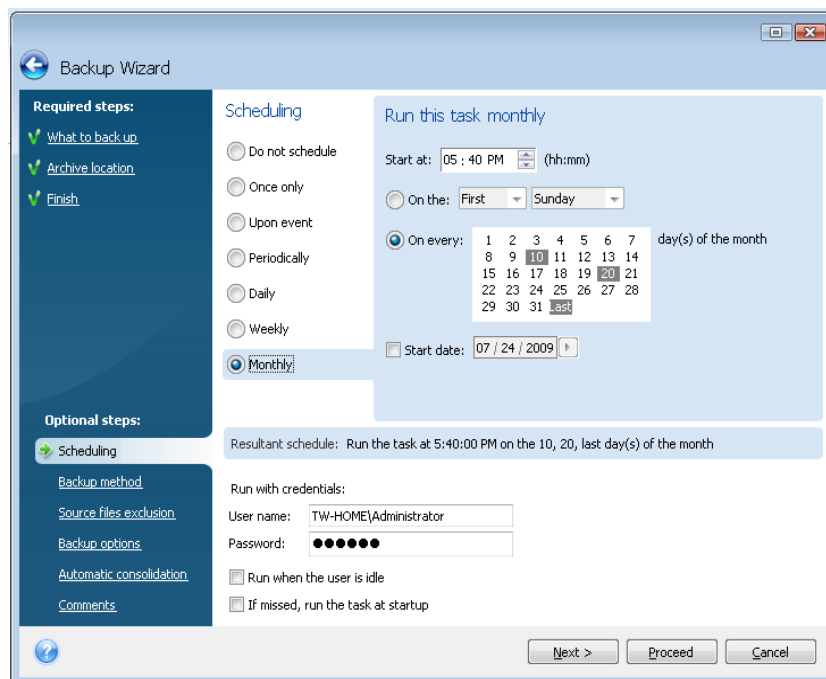 Backup Wizard
Required steps:
What to back up
Archive location
Finish
Optional steps:
Scheduling
Backup method
Source files exclusion
Backup options
Automatic consolidation
Comments
Scheduling
Do not schedule
Once only
Upon event
Periodically
Daily
Weekly
Monthly
Run this task monthly
Start at: 05 : 40 PM (hh:mm)
On the: First Sunday
On every: day(s) of the month
1 2 3 4 5 6 7
8 9 10 11 12 13 14
15 16 17 18 19 20 21
22 23 24 25 26 27 28
29 30 31 Last
Start date: 07 / 24 / 2009
Resultant schedule: Run the task at 5:40:00 PM on the 10, 20, last day(s) of the month
Run with credentials:
User name: TW-HOME\Administrator
Password: ●●●●●●
Run when the user is idle
If missed, run the task at startup
Next >
Proceed
Cancel